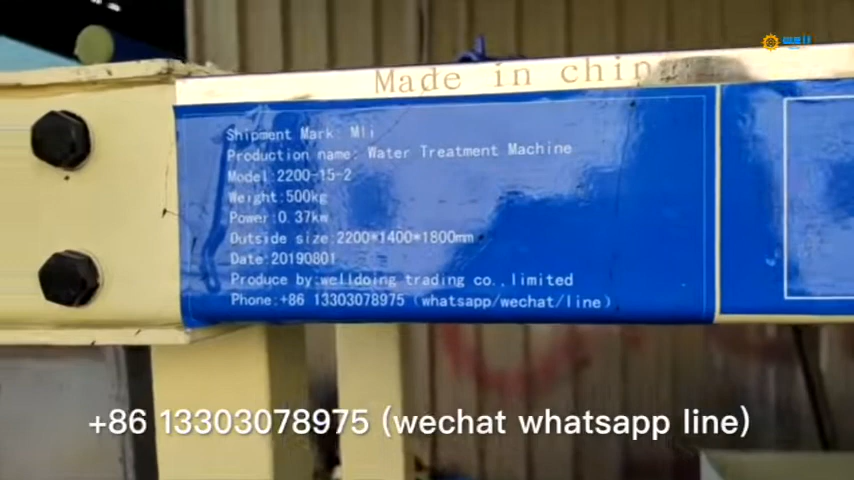 Made in china
Shipment Mark: Mli
Production name: Water Treatment Machine
Model:2200-15-2
Weight:500kg
Power:0.37kw
Outside size:2200*1400*1800mm
Date:20190801
Produce by:welldoing trading co.,limited
Phone:+86 13303078975 (whatsapp/wechat/line)
+86 13303078975 (wechat whatsapp line)